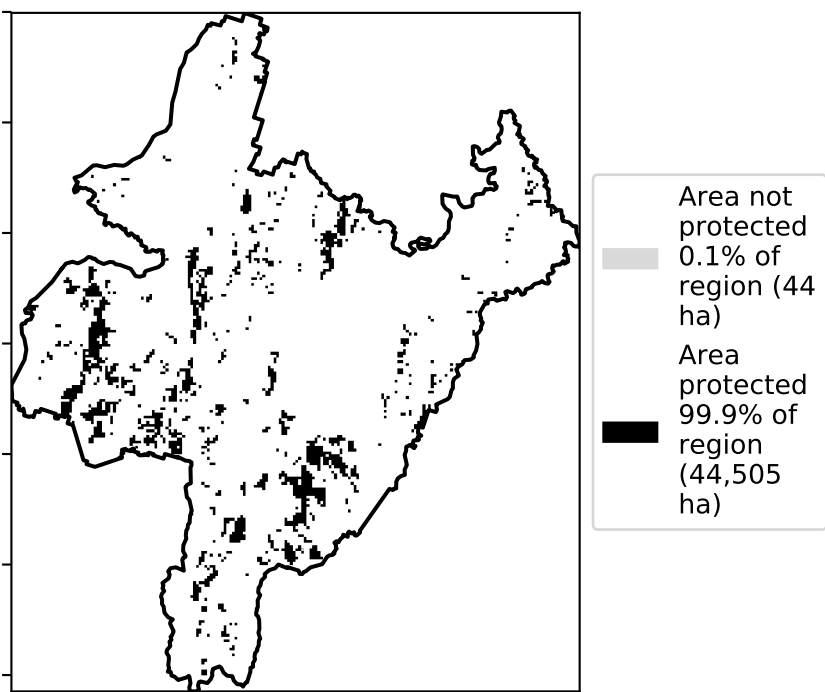 Area not
protected
0.1% of
region (44
ha)
Area
protected
99.9% of
region
(44,505
ha)